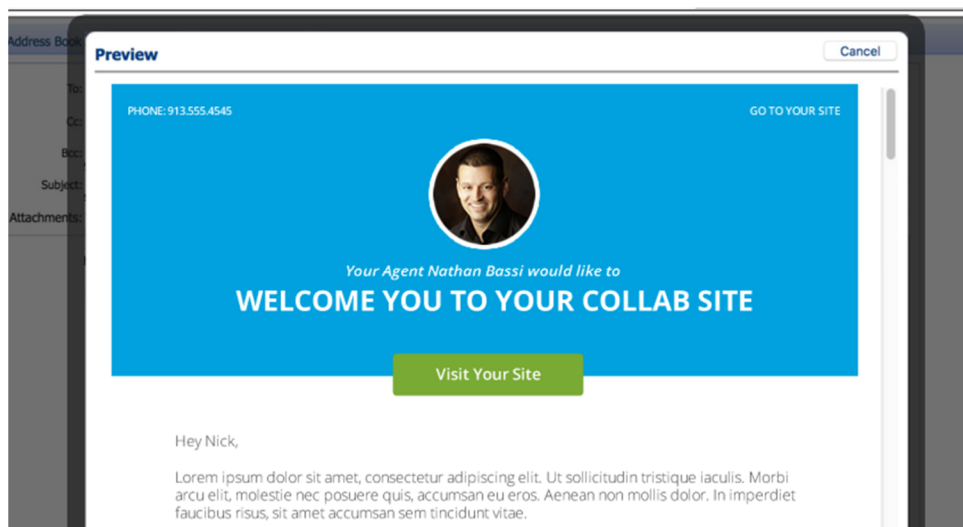 Address Book
Preview
Cancel
To:
Cc:
Bcc:
Subject:
Attachments:
PHONE: 913.555.4545
GO TO YOUR SITE
Your Agent Nathan Bassi would like to
WELCOME YOU TO YOUR COLLAB SITE
Visit Your Site
Hey Nick,
Lorem ipsum dolor sit amet, consectetur adipiscing elit. Ut sollicitudin tristique iaculis. Morbi
arcu elit, molestie nec posuere quis, accumsan eu eros. Aenean non mollis dolor. In imperdiet
faucibus risus, sit amet accumsan sem tincidunt vitae.